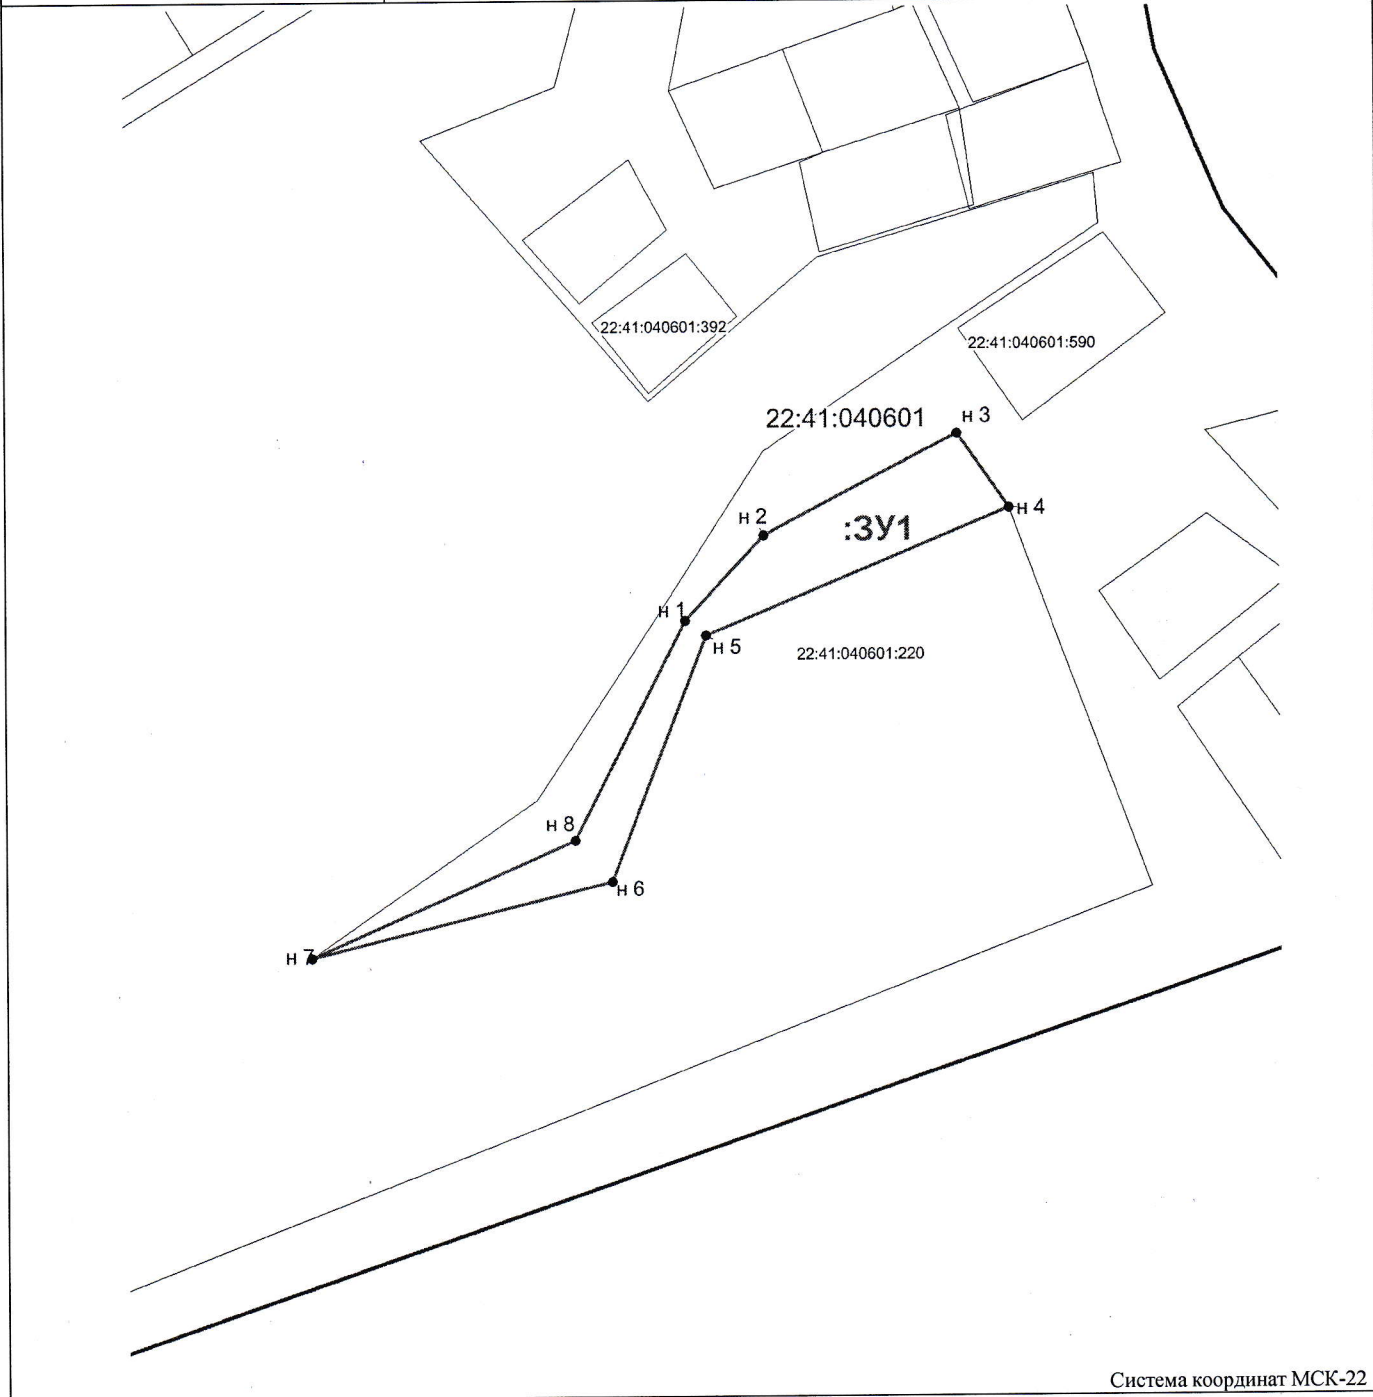 22:41:040601:392
22:41:040601:590
22:41:040601
н 3
н 2
:ЗУ1
н 4
н 1
н 5
22:41:040601:220
н 8
н 6
н 7
Система координат МСК-22